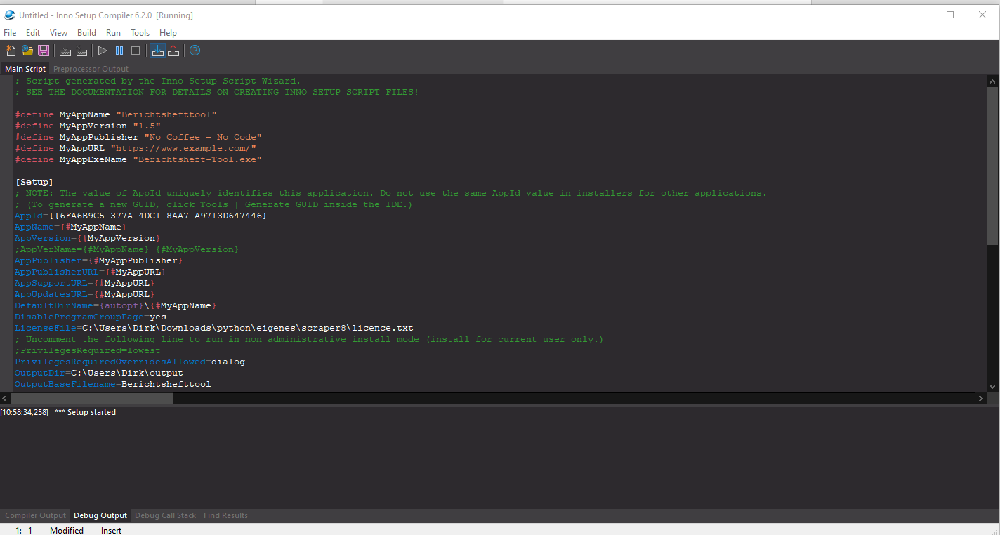 Untitled - Inno Setup Compiler 6.2.0 [Running]
File Edit View Build Run Tools Help
Main Script Preprocessor Output
; Script generated by the Inno Setup Script Wizard.
; SEE THE DOCUMENTATION FOR DETAILS ON CREATING INNO SETUP SCRIPT FILES!
#define MyAppName "Berichtshefttool"
#define MyAppVersion "1.5"
#define MyAppPublisher "No Coffee = No Code"
#define MyAppURL "https://www.example.com/"
#define MyAppExeName "Berichtsheft-Tool.exe"
[Setup]
; NOTE: The value of AppId uniquely identifies this application. Do not use the same AppId value in installers for other applications.
; (To generate a new GUID, click Tools | Generate GUID inside the IDE.)
AppId={{6FA6B9C5-377A-4DC1-8AA7-A9713D647446}
AppName={#MyAppName}
AppVersion={#MyAppVersion}
;AppVerName={#MyAppName} {#MyAppVersion}
AppPublisher={#MyAppPublisher}
AppPublisherURL={#MyAppURL}
AppSupportURL={#MyAppURL}
AppUpdatesURL={#MyAppURL}
DefaultDirName={autopf}\{#MyAppName}
DisableProgramGroupPage=yes
LicenseFile=C:\Users\Dirk\Downloads\python\eigenes\scraper8\licence.txt
; Uncomment the following line to run in non administrative install mode (install for current user only.)
;PrivilegesRequired=lowest
PrivilegesRequiredOverridesAllowed=dialog
OutputDir=C:\Users\Dirk\output
OutputBaseFilename=Berichtshefttool
[10:58:34,258] *** Setup started
Compiler Output Debug Output Debug Call Stack Find Results
1: 1 Modified Insert